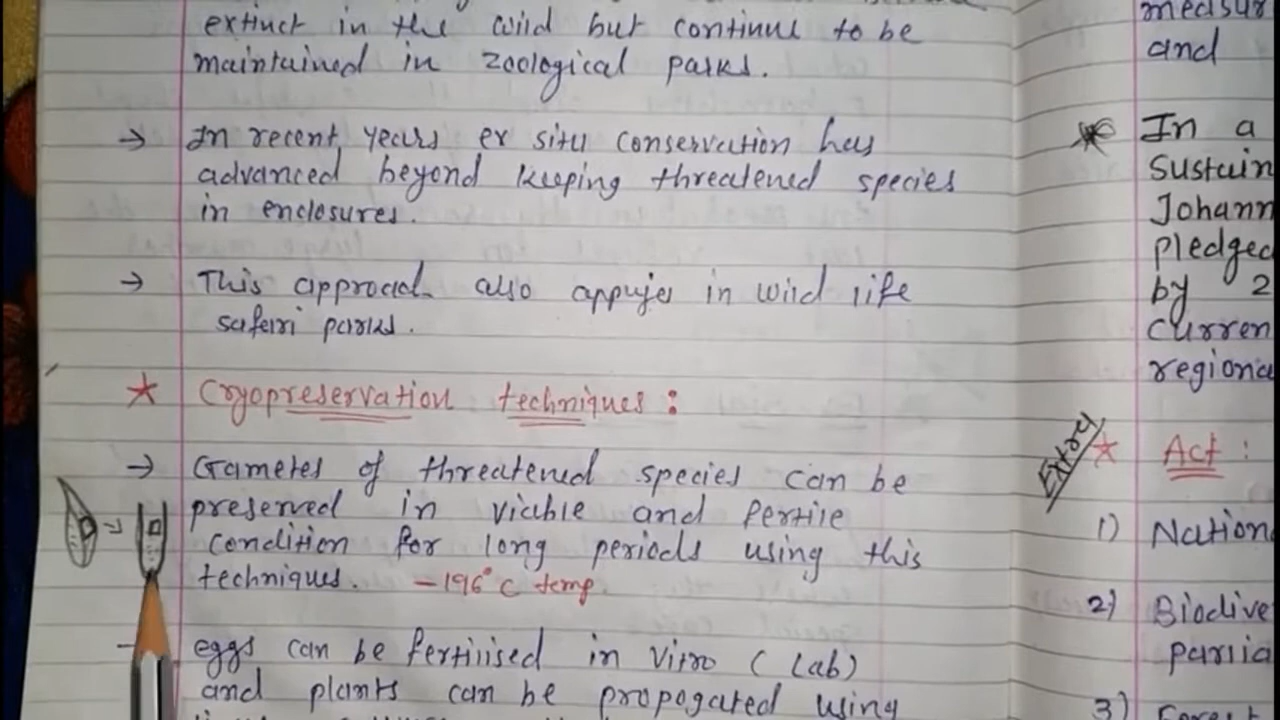 extinct in the wild but continue to be
maintained in zoological parks.
→ In recent years ex situ conservation has
advanced beyond keeping threatened species
in enclosures.
→ This approach also applies in wild life
safari parks.
★ Cryopreservation techniques :
→ Gametes of threatened species can be
preserved in viable and fertile
condition for long periods using this
techniques. -196°C temp.
eggs can be fertilised in vitro (lab)
and plants can be propogated using
measur
and
In a
Sustain
Johann
pledged
by 2
curren
regiona
Extra
★ Act :
1) Nation
2) Biodive
parlia
3) Forest